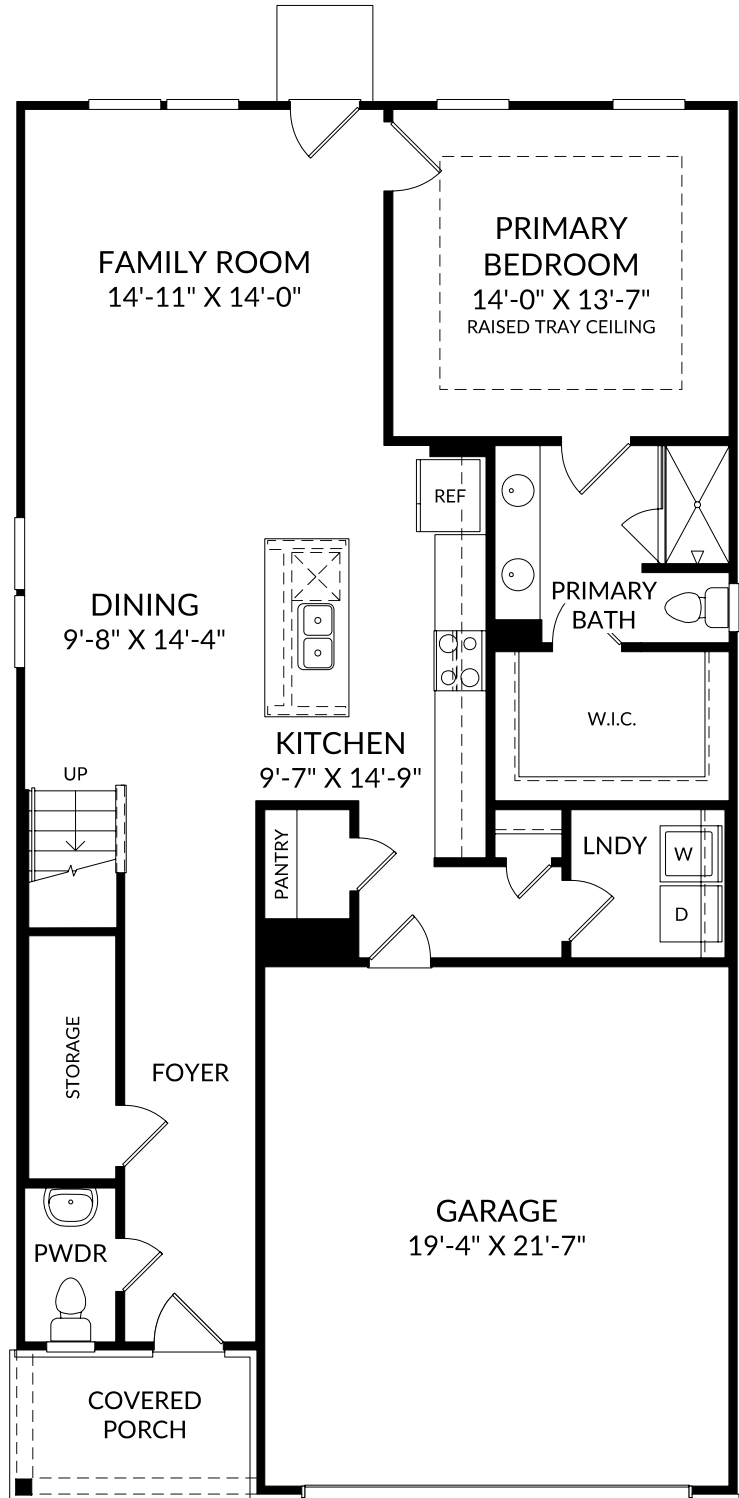 FAMILY ROOM
14'-11" X 14'-0"
PRIMARY
BEDROOM
14'-0" X 13'-7"
RAISED TRAY CEILING
REF
DINING
9'-8" X 14'-4"
PRIMARY
BATH
W.I.C.
KITCHEN
9'-7" X 14'-9"
UP
PANTRY
LNDY
W
D
STORAGE
FOYER
GARAGE
19'-4" X 21'-7"
PWDR
COVERED
PORCH